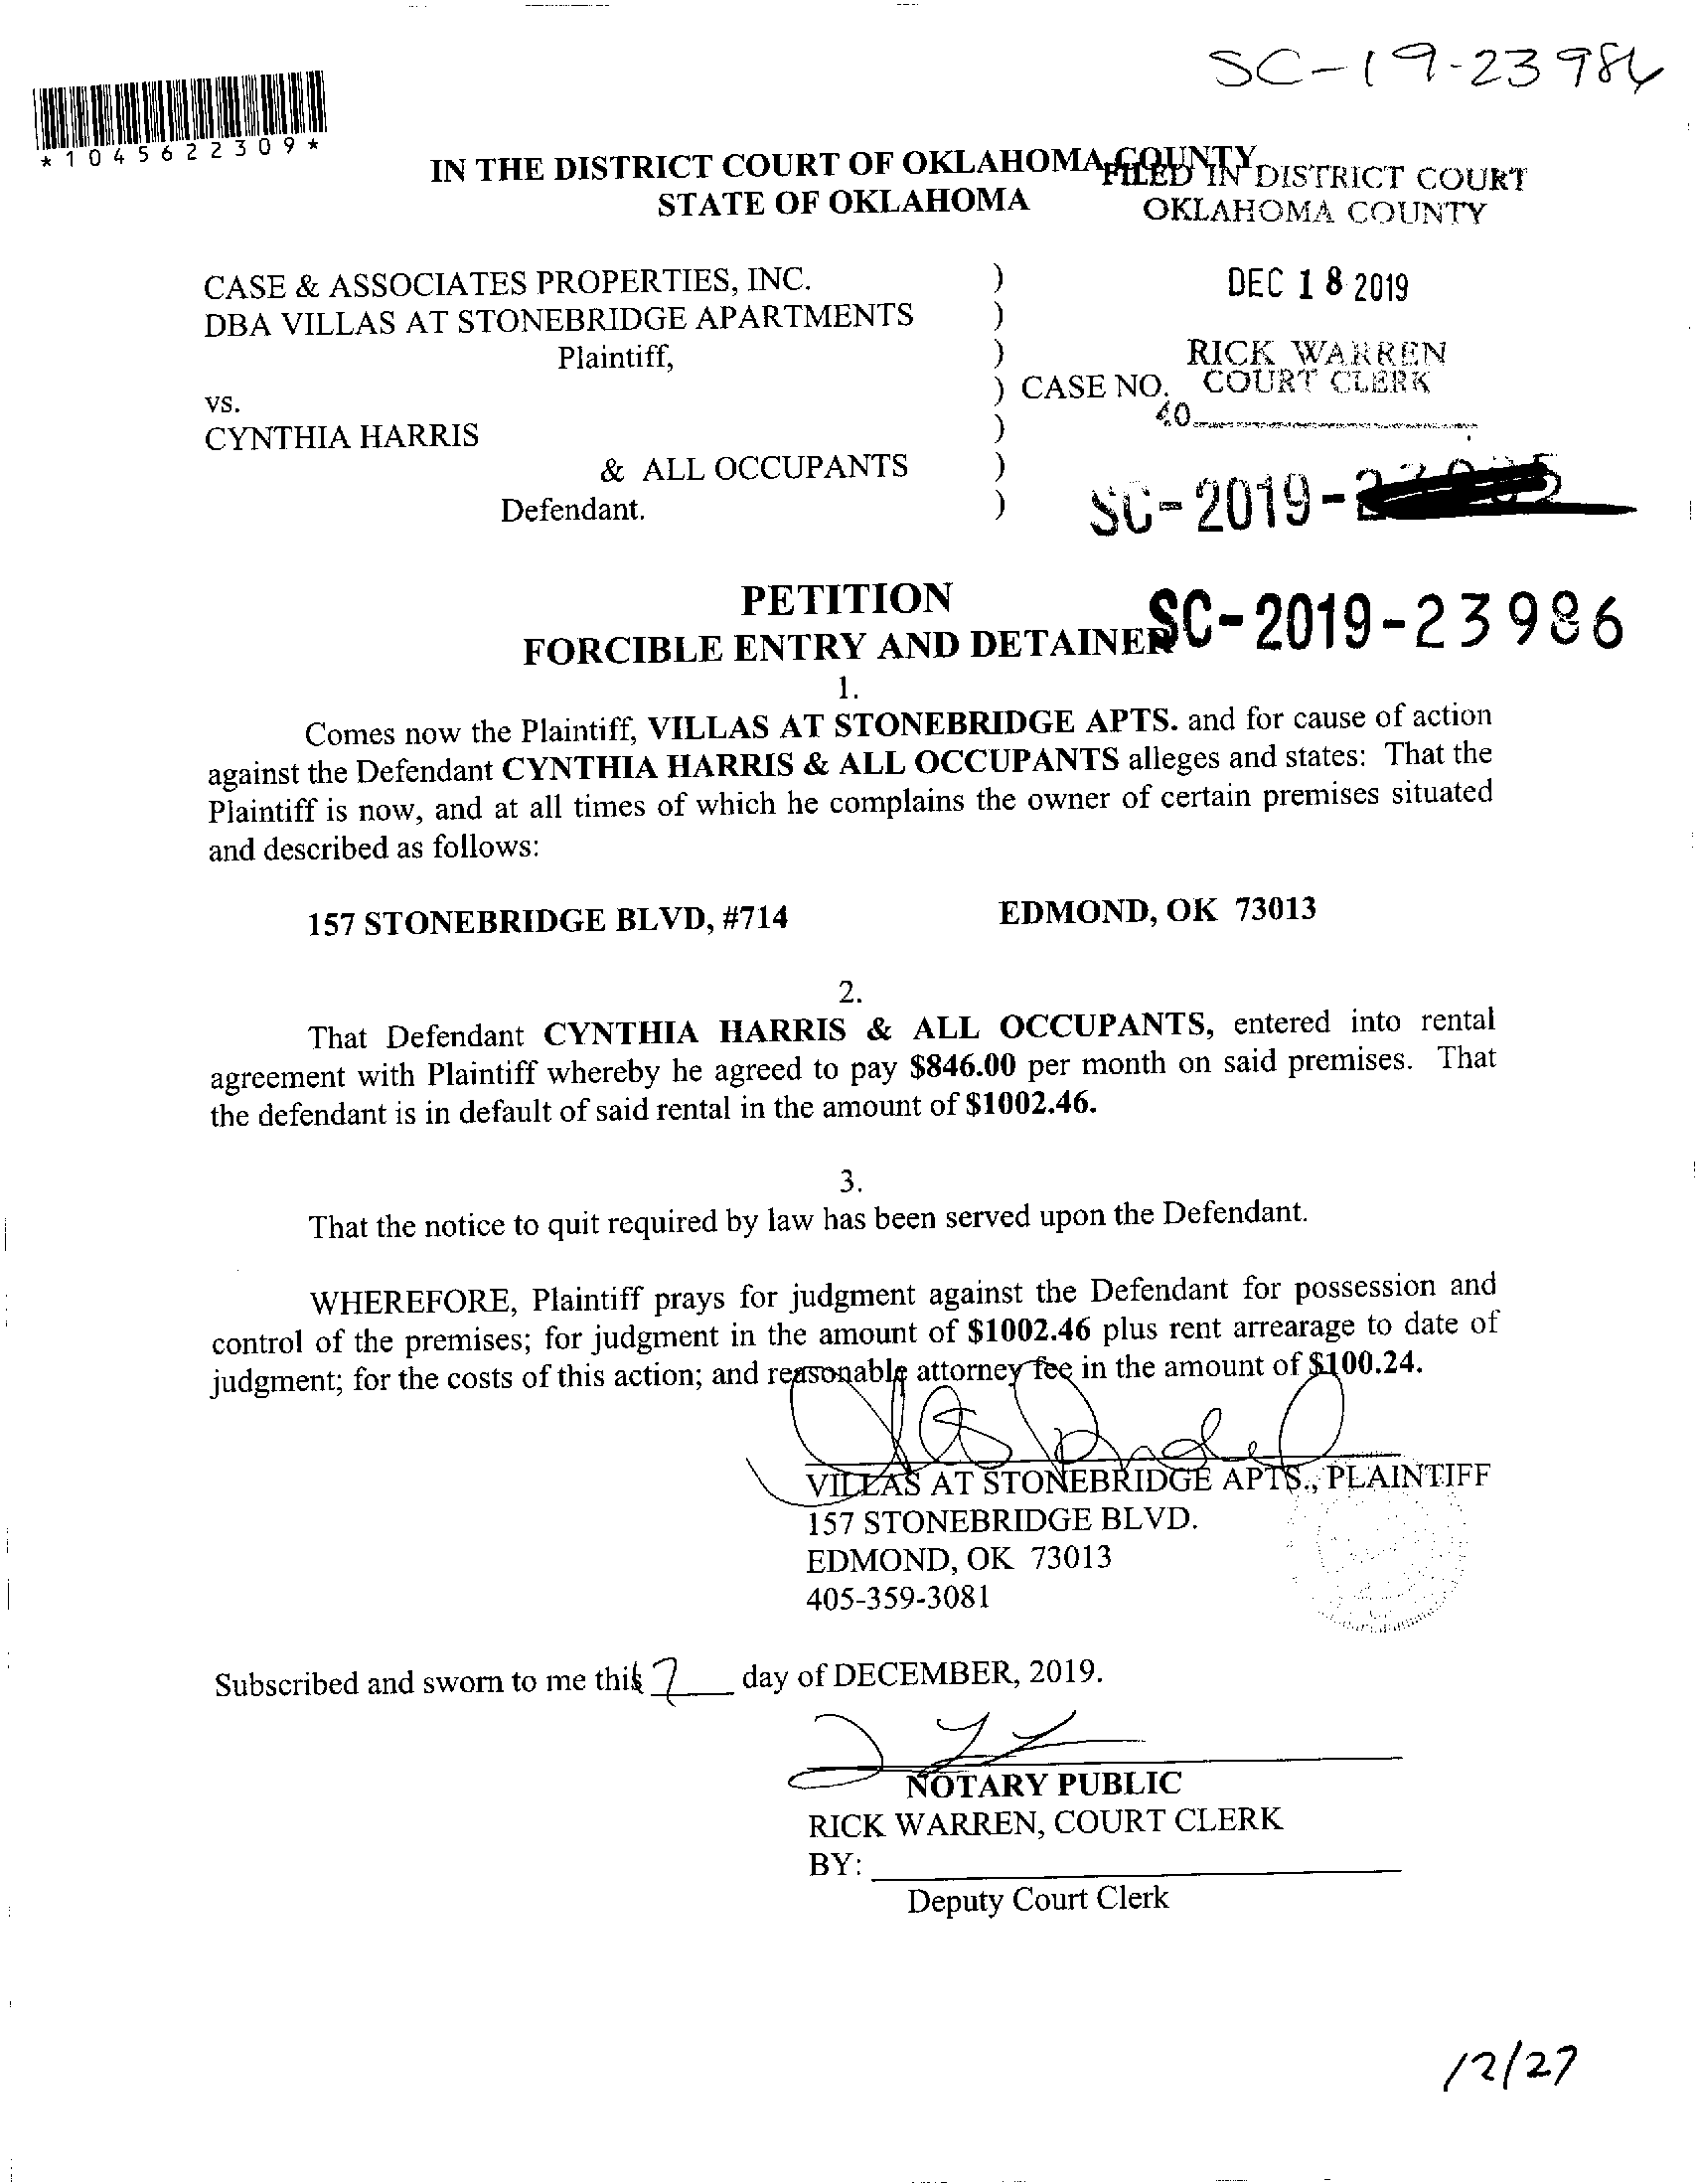 SC-19-23986
*1045622309*
IN THE DISTRICT COURT OF OKLAHOMA COUNTY
STATE OF OKLAHOMA
FILED IN DISTRICT COURT
OKLAHOMA COUNTY
DEC 18 2019
RICK WARREN
COURT CLERK
40
CASE & ASSOCIATES PROPERTIES, INC. )
DBA VILLAS AT STONEBRIDGE APARTMENTS )
Plaintiff, )
) CASE NO.
vs.
CYNTHIA HARRIS )
& ALL OCCUPANTS )
Defendant. )
SC-2019-
SC-2019-23986
PETITION
FORCIBLE ENTRY AND DETAINER
1.
Comes now the Plaintiff, VILLAS AT STONEBRIDGE APTS. and for cause of action
against the Defendant CYNTHIA HARRIS & ALL OCCUPANTS alleges and states: That the
Plaintiff is now, and at all times of which he complains the owner of certain premises situated
and described as follows:
157 STONEBRIDGE BLVD, #714 EDMOND, OK 73013
2.
That Defendant CYNTHIA HARRIS & ALL OCCUPANTS, entered into rental
agreement with Plaintiff whereby he agreed to pay $846.00 per month on said premises. That
the defendant is in default of said rental in the amount of $1002.46.
3.
That the notice to quit required by law has been served upon the Defendant.
WHEREFORE, Plaintiff prays for judgment against the Defendant for possession and
control of the premises; for judgment in the amount of $1002.46 plus rent arrearage to date of
judgment; for the costs of this action; and reasonable attorney fee in the amount of $100.24.
VILLAS AT STONEBRIDGE APTS., PLAINTIFF
157 STONEBRIDGE BLVD.
EDMOND, OK 73013
405-359-3081
Subscribed and sworn to me this 7 day of DECEMBER, 2019.
NOTARY PUBLIC
RICK WARREN, COURT CLERK
BY:
Deputy Court Clerk
12/27